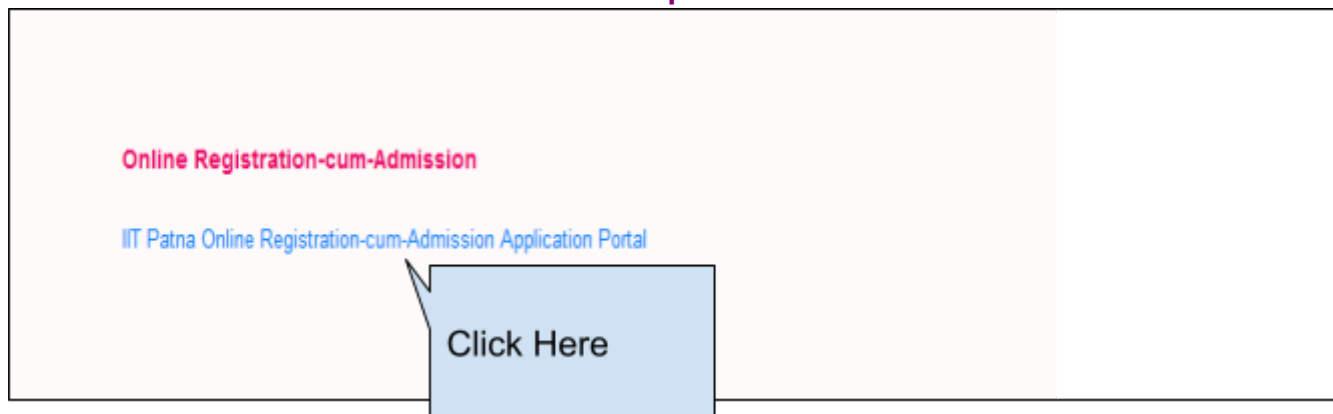 Online Registration-cum-Admission
IIT Patna Online Registration-cum-Admission Application Portal
Click Here